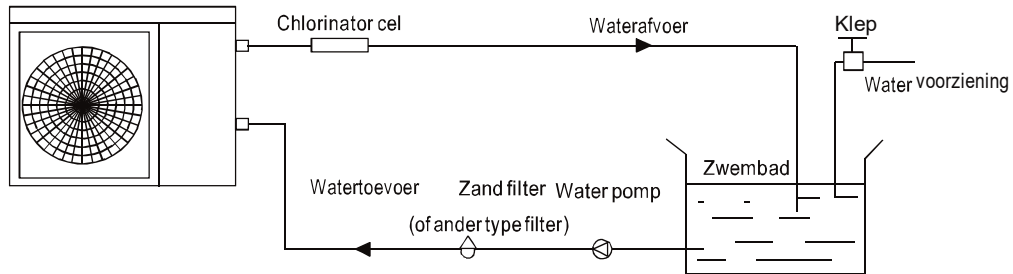 Chlorinator cel
Waterafvoer
Klep
Water voorziening
Zwembad
Watertoevoer
Zand filter
Water pomp
(of ander type filter)